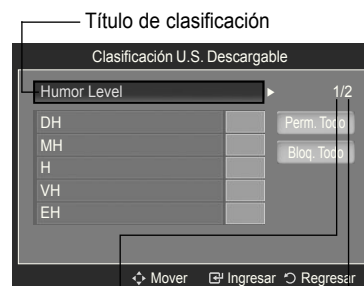 Título de clasificación
Clasificación U.S. Descargable
Humor Level ► 1/2
DH
Perm. Todo
MH
Bloq. Todo
H
VH
EH
Mover Ingresar Regresar